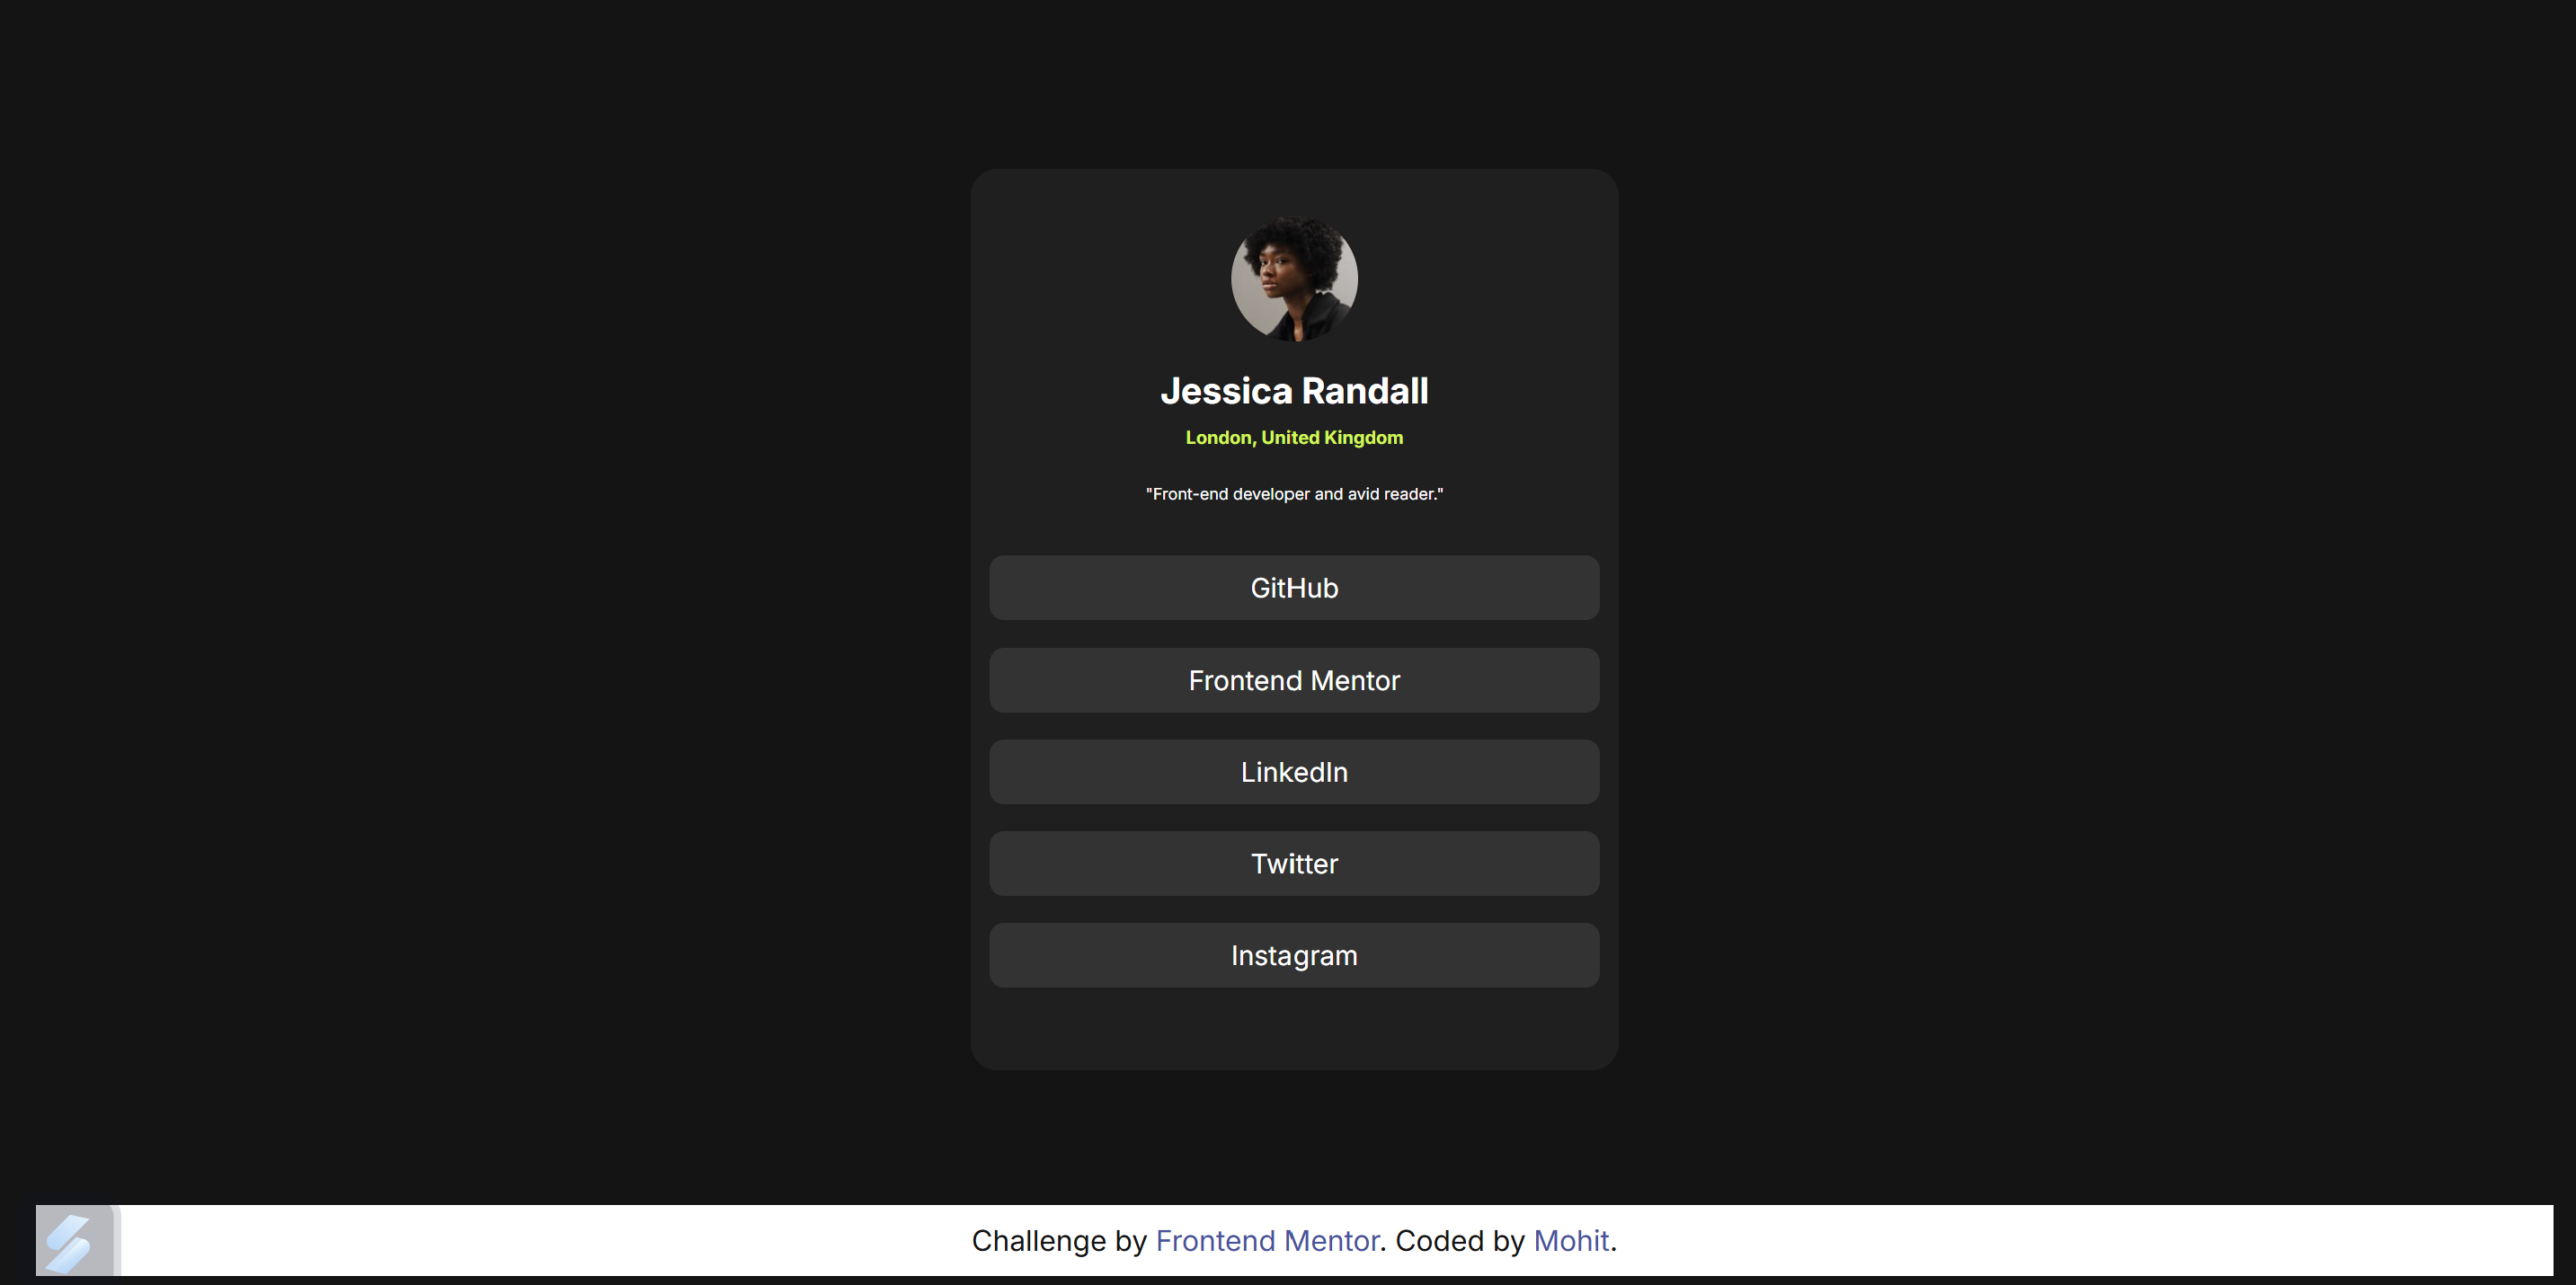 Jessica Randall
London, United Kingdom
"Front-end developer and avid reader."
GitHub
Frontend Mentor
LinkedIn
Twitter
Instagram
Challenge by Frontend Mentor. Coded by Mohit.